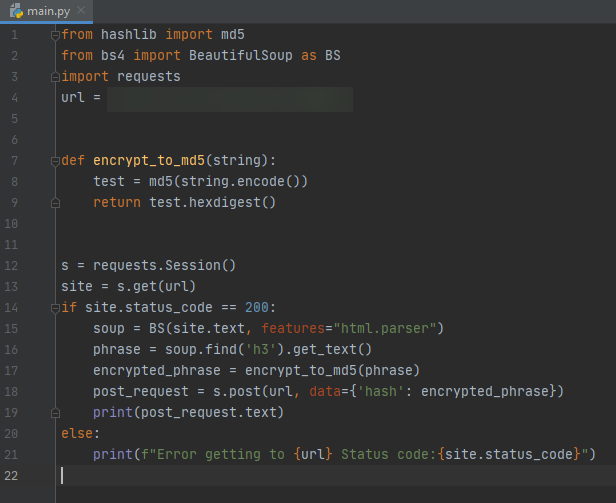 main.py
1 from hashlib import md5
2 from bs4 import BeautifulSoup as BS
3 import requests
4 url =
5
6
7 def encrypt_to_md5(string):
8 test = md5(string.encode())
9 return test.hexdigest()
10
11
12 s = requests.Session()
13 site = s.get(url)
14 if site.status_code == 200:
15 soup = BS(site.text, features="html.parser")
16 phrase = soup.find('h3').get_text()
17 encrypted_phrase = encrypt_to_md5(phrase)
18 post_request = s.post(url, data={'hash': encrypted_phrase})
19 print(post_request.text)
20 else:
21 print(f"Error getting to {url} Status code:{site.status_code}")
22